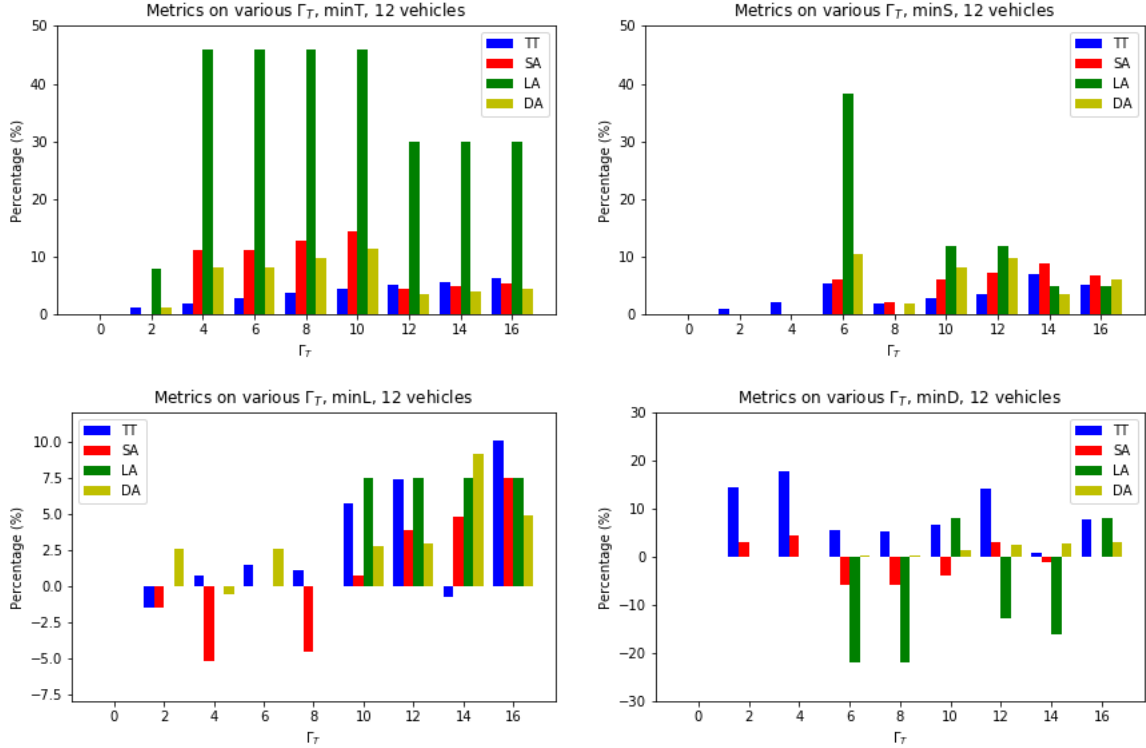 Metrics on various Γ_T, minT, 12 vehicles
Percentage (%)
50
40
30
20
10
0
TT
SA
LA
DA
0 2 4 6 8 10 12 14 16
Γ_T
Metrics on various Γ_T, minS, 12 vehicles
Percentage (%)
50
40
30
20
10
0
TT
SA
LA
DA
0 2 4 6 8 10 12 14 16
Γ_T
Metrics on various Γ_T, minL, 12 vehicles
Percentage (%)
10.0
7.5
5.0
2.5
0.0
−2.5
−5.0
−7.5
TT
SA
LA
DA
0 2 4 6 8 10 12 14 16
Γ_T
Metrics on various Γ_T, minD, 12 vehicles
Percentage (%)
30
20
10
0
−10
−20
−30
TT
SA
LA
DA
0 2 4 6 8 10 12 14 16
Γ_T